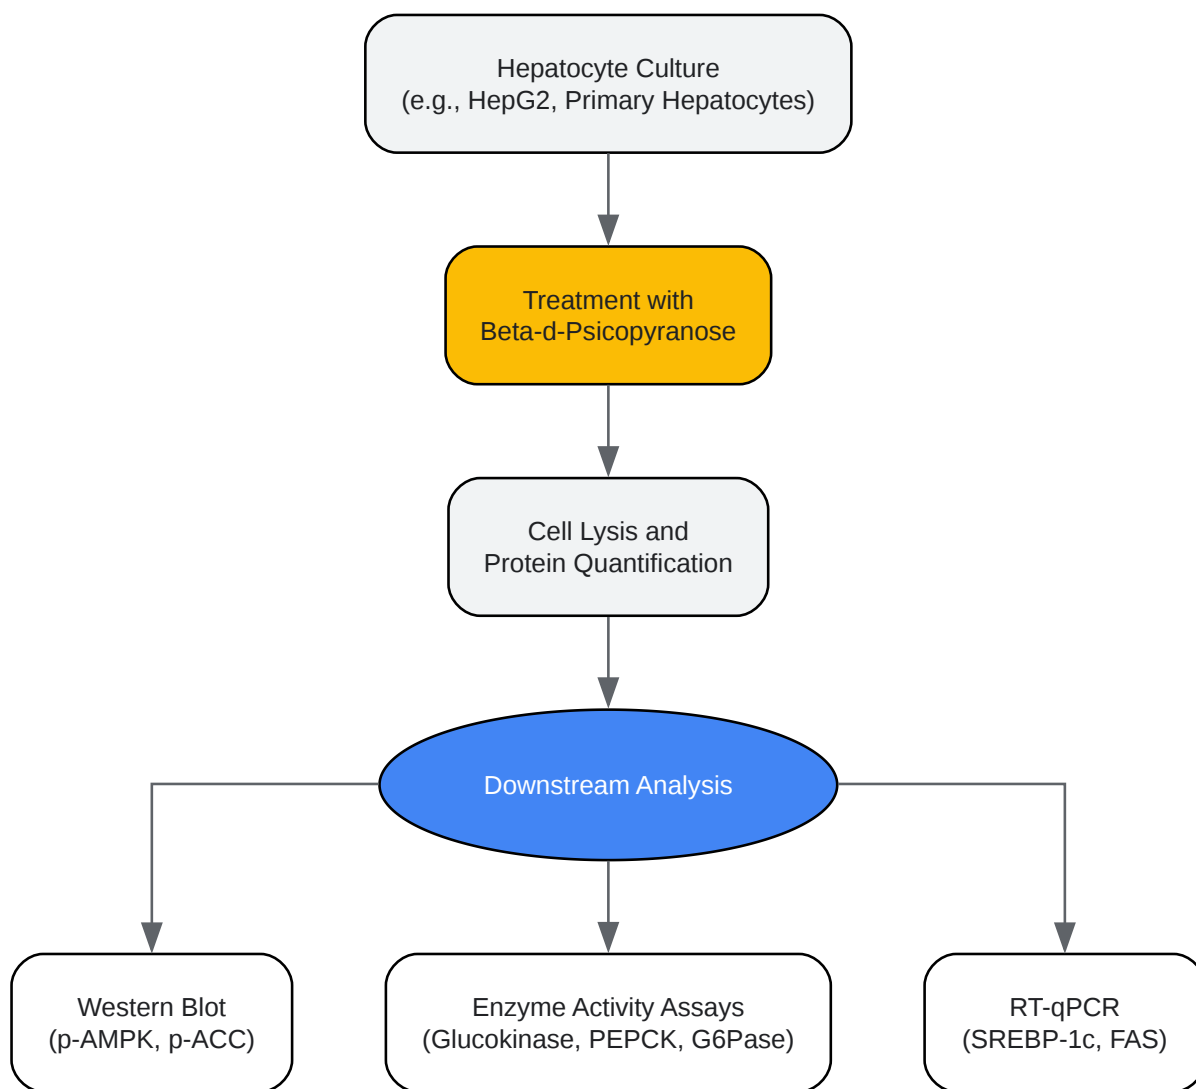 Hepatocyte Culture
(e.g., HepG2, Primary Hepatocytes)
Treatment with
Beta-d-Psicopyranose
Cell Lysis and
Protein Quantification
Downstream Analysis
Western Blot
(p-AMPK, p-ACC)
Enzyme Activity Assays
(Glucokinase, PEPCK, G6Pase)
RT-qPCR
(SREBP-1c, FAS)